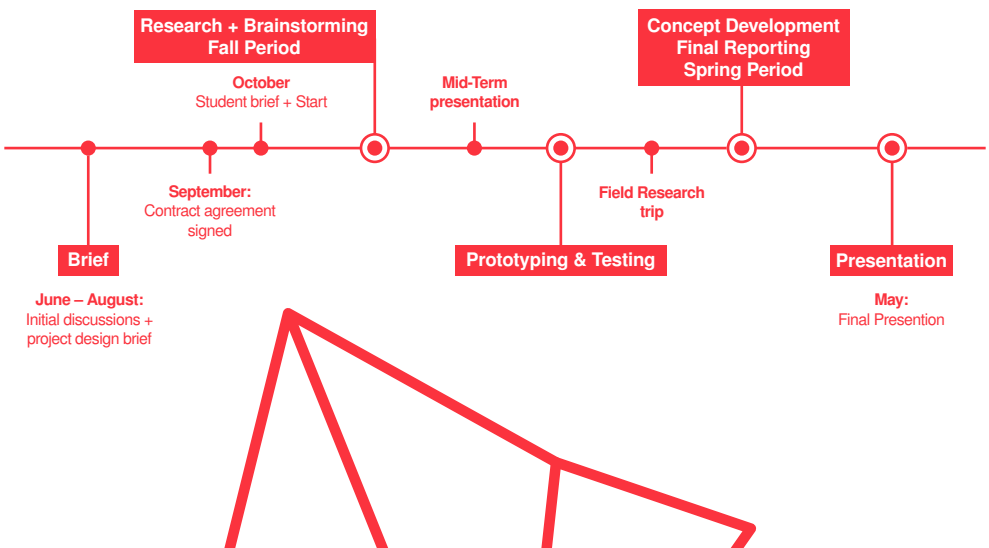 Research + Brainstorming
Fall Period
Concept Development
Final Reporting
Spring Period
October
Student brief + Start
Mid-Term
presentation
September:
Contract agreement
signed
Field Research
trip
Brief
Prototyping & Testing
Presentation
June – August:
Initial discussions +
project design brief
May:
Final Presention